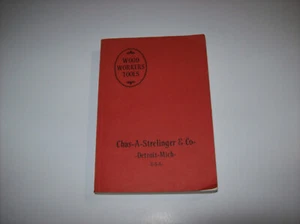 WOOD
WORKERS'
TOOLS
Chas·A·Strelinger & Co·
·Detroit·Mich·
U.S.A.